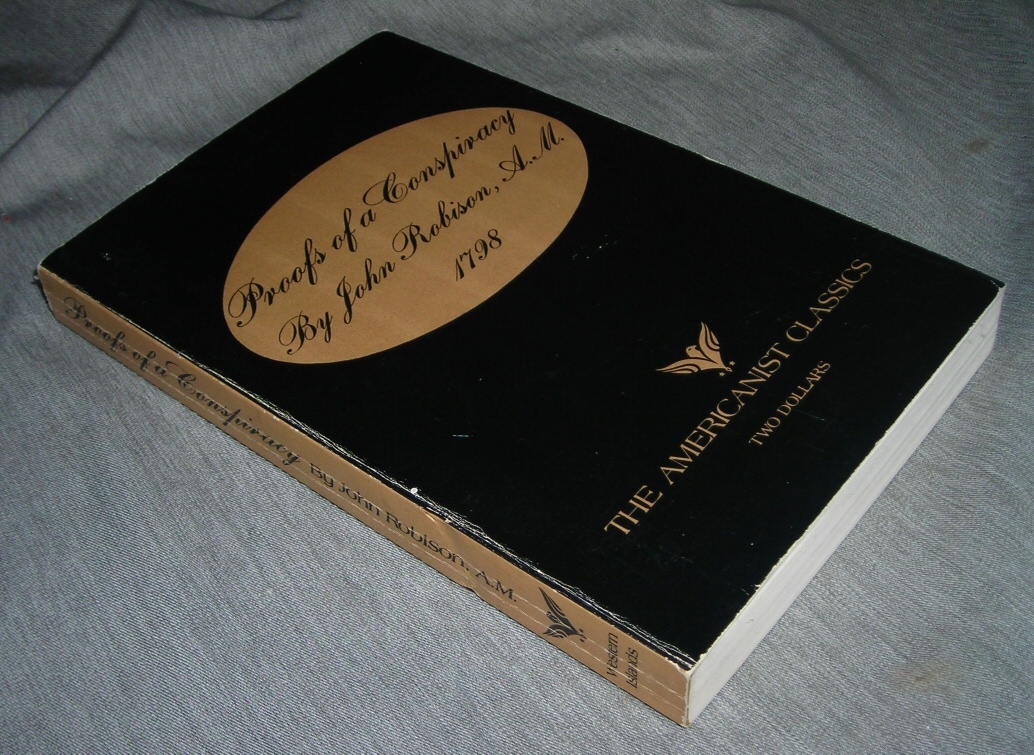 Proofs of a Conspiracy
By John Robison, A.M.
1798
THE AMERICANIST CLASSICS
TWO DOLLARS
Proofs of a Conspiracy By John Robison, A.M.
Western
Islands